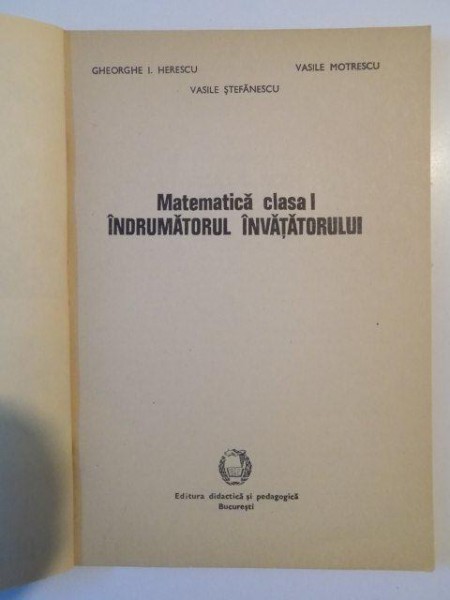 GHEORGHE I. HERESCU VASILE MOTRESCU
VASILE ȘTEFĂNESCU
Matematică clasa I
ÎNDRUMĂTORUL ÎNVĂȚĂTORULUI
Editura didactică și pedagogică
București